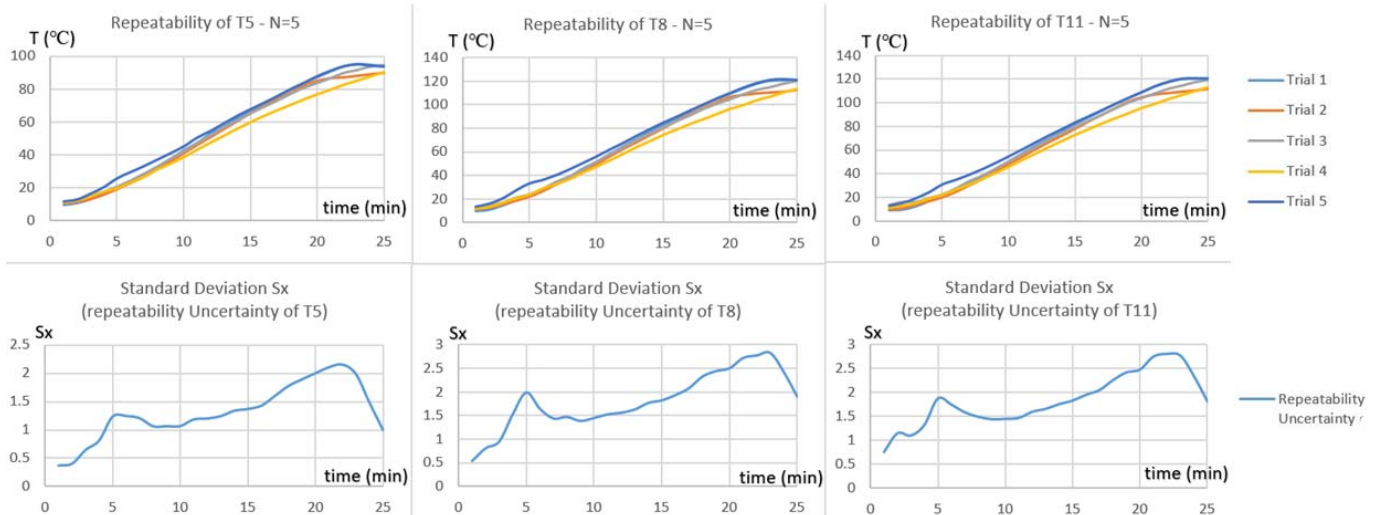 Repeatability of T5 - N=5
T (℃)
100
80
60
40
20
0
time (min)
0 5 10 15 20 25
Repeatability of T8 - N=5
T (℃)
140
120
100
80
60
40
20
0
time (min)
0 5 10 15 20 25
Repeatability of T11 - N=5
T (℃)
140
120
100
80
60
40
20
0
time (min)
0 5 10 15 20 25
Trial 1
Trial 2
Trial 3
Trial 4
Trial 5
Standard Deviation Sx
(repeatability Uncertainty of T5)
Sx
2.5
2
1.5
1
0.5
0
time (min)
0 5 10 15 20 25
Standard Deviation Sx
(repeatability Uncertainty of T8)
Sx
3
2.5
2
1.5
1
0.5
0
time (min)
0 5 10 15 20 25
Standard Deviation Sx
(repeatability Uncertainty of T11)
Sx
3
2.5
2
1.5
1
0.5
0
time (min)
0 5 10 15 20 25
Repeatability
Uncertainty